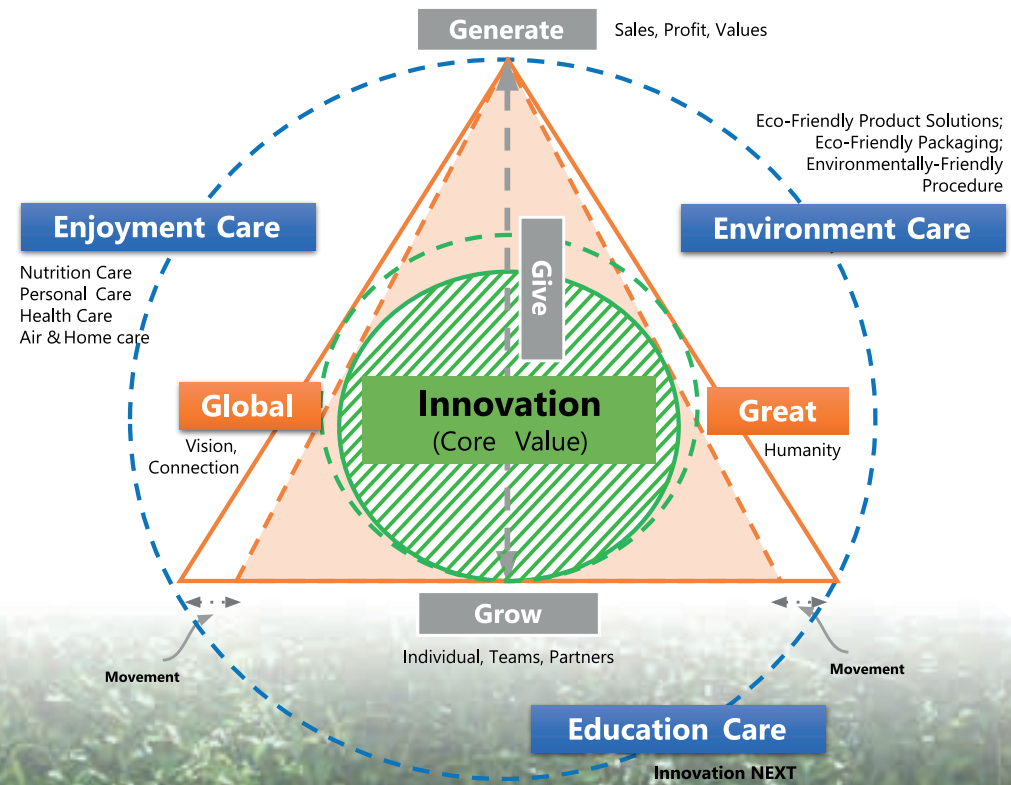 Generate
Sales, Profit, Values
Eco-Friendly Product Solutions;
Eco-Friendly Packaging;
Environmentally-Friendly
Procedure
Enjoyment Care
Environment Care
Nutrition Care
Personal Care
Health Care
Air & Home care
Give
Global
Innovation
(Core Value)
Great
Vision,
Connection
Humanity
Grow
Individual, Teams, Partners
Movement
Movement
Education Care
Innovation NEXT